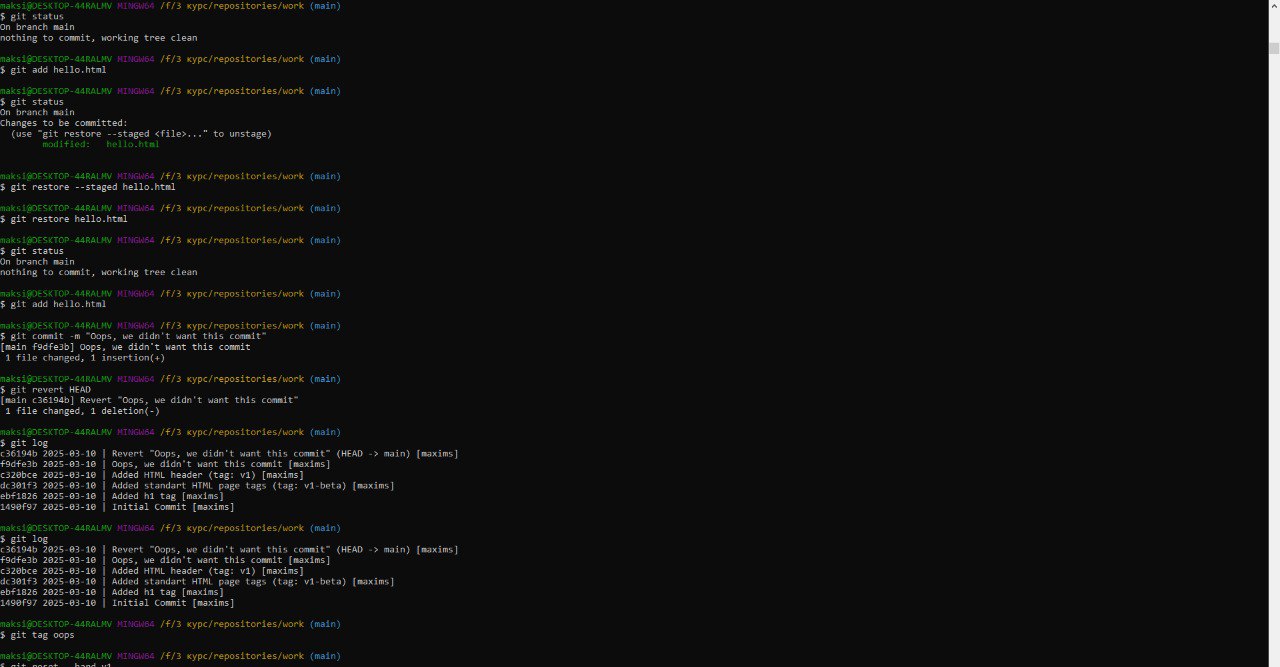 maksi@DESKTOP-44RALMV MINGW64 /f/3 курс/repositories/work (main)
$ git status
On branch main
nothing to commit, working tree clean
maksi@DESKTOP-44RALMV MINGW64 /f/3 курс/repositories/work (main)
$ git add hello.html
maksi@DESKTOP-44RALMV MINGW64 /f/3 курс/repositories/work (main)
$ git status
On branch main
Changes to be committed:
  (use "git restore --staged <file>..." to unstage)
        modified:   hello.html
maksi@DESKTOP-44RALMV MINGW64 /f/3 курс/repositories/work (main)
$ git restore --staged hello.html
maksi@DESKTOP-44RALMV MINGW64 /f/3 курс/repositories/work (main)
$ git restore hello.html
maksi@DESKTOP-44RALMV MINGW64 /f/3 курс/repositories/work (main)
$ git status
On branch main
nothing to commit, working tree clean
maksi@DESKTOP-44RALMV MINGW64 /f/3 курс/repositories/work (main)
$ git add hello.html
maksi@DESKTOP-44RALMV MINGW64 /f/3 курс/repositories/work (main)
$ git commit -m "Oops, we didn't want this commit"
[main f9dfe3b] Oops, we didn't want this commit
 1 file changed, 1 insertion(+)
maksi@DESKTOP-44RALMV MINGW64 /f/3 курс/repositories/work (main)
$ git revert HEAD
[main c36194b] Revert "Oops, we didn't want this commit"
 1 file changed, 1 deletion(-)
maksi@DESKTOP-44RALMV MINGW64 /f/3 курс/repositories/work (main)
$ git log
c36194b 2025-03-10 | Revert "Oops, we didn't want this commit" (HEAD -> main) [maxims]
f9dfe3b 2025-03-10 | Oops, we didn't want this commit [maxims]
c320bce 2025-03-10 | Added HTML header (tag: v1) [maxims]
dc301f3 2025-03-10 | Added standart HTML page tags (tag: v1-beta) [maxims]
ebf1826 2025-03-10 | Added h1 tag [maxims]
1490f97 2025-03-10 | Initial Commit [maxims]
maksi@DESKTOP-44RALMV MINGW64 /f/3 курс/repositories/work (main)
$ git log
c36194b 2025-03-10 | Revert "Oops, we didn't want this commit" (HEAD -> main) [maxims]
f9dfe3b 2025-03-10 | Oops, we didn't want this commit [maxims]
c320bce 2025-03-10 | Added HTML header (tag: v1) [maxims]
dc301f3 2025-03-10 | Added standart HTML page tags (tag: v1-beta) [maxims]
ebf1826 2025-03-10 | Added h1 tag [maxims]
1490f97 2025-03-10 | Initial Commit [maxims]
maksi@DESKTOP-44RALMV MINGW64 /f/3 курс/repositories/work (main)
$ git tag oops
maksi@DESKTOP-44RALMV MINGW64 /f/3 курс/repositories/work (main)
$ git reset --hard v1